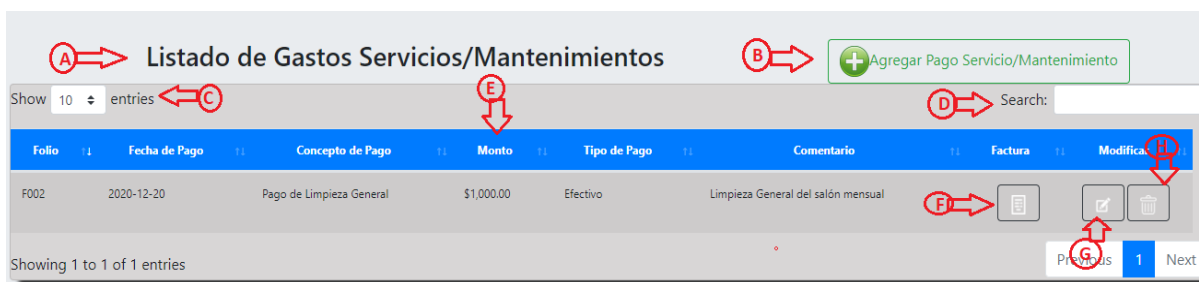 A Listado de Gastos Servicios/Mantenimientos B Agregar Pago Servicio/Mantenimiento
Show 10 entries C E D Search:
Folio Fecha de Pago Concepto de Pago Monto Tipo de Pago Comentario Factura Modificar H
F002 2020-12-20 Pago de Limpieza General $1,000.00 Efectivo Limpieza General del salón mensual F
G
Showing 1 to 1 of 1 entries Previous 1 Next